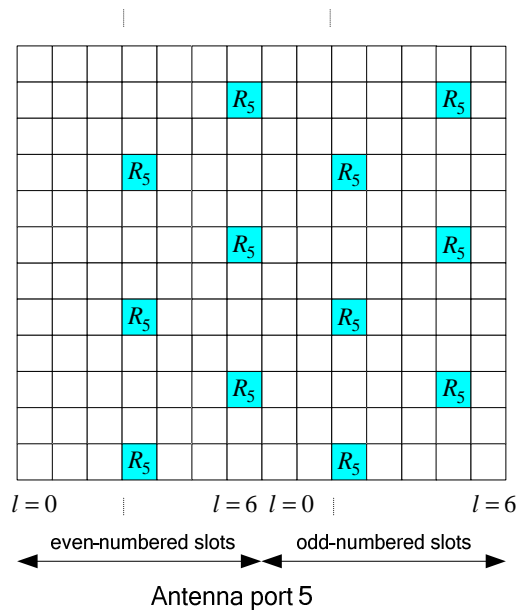 R5 R5
R5 R5
R5 R5
R5 R5
R5 R5
R5 R5
l = 0 l = 6 l = 0 l = 6
even-numbered slots odd-numbered slots
Antenna port 5